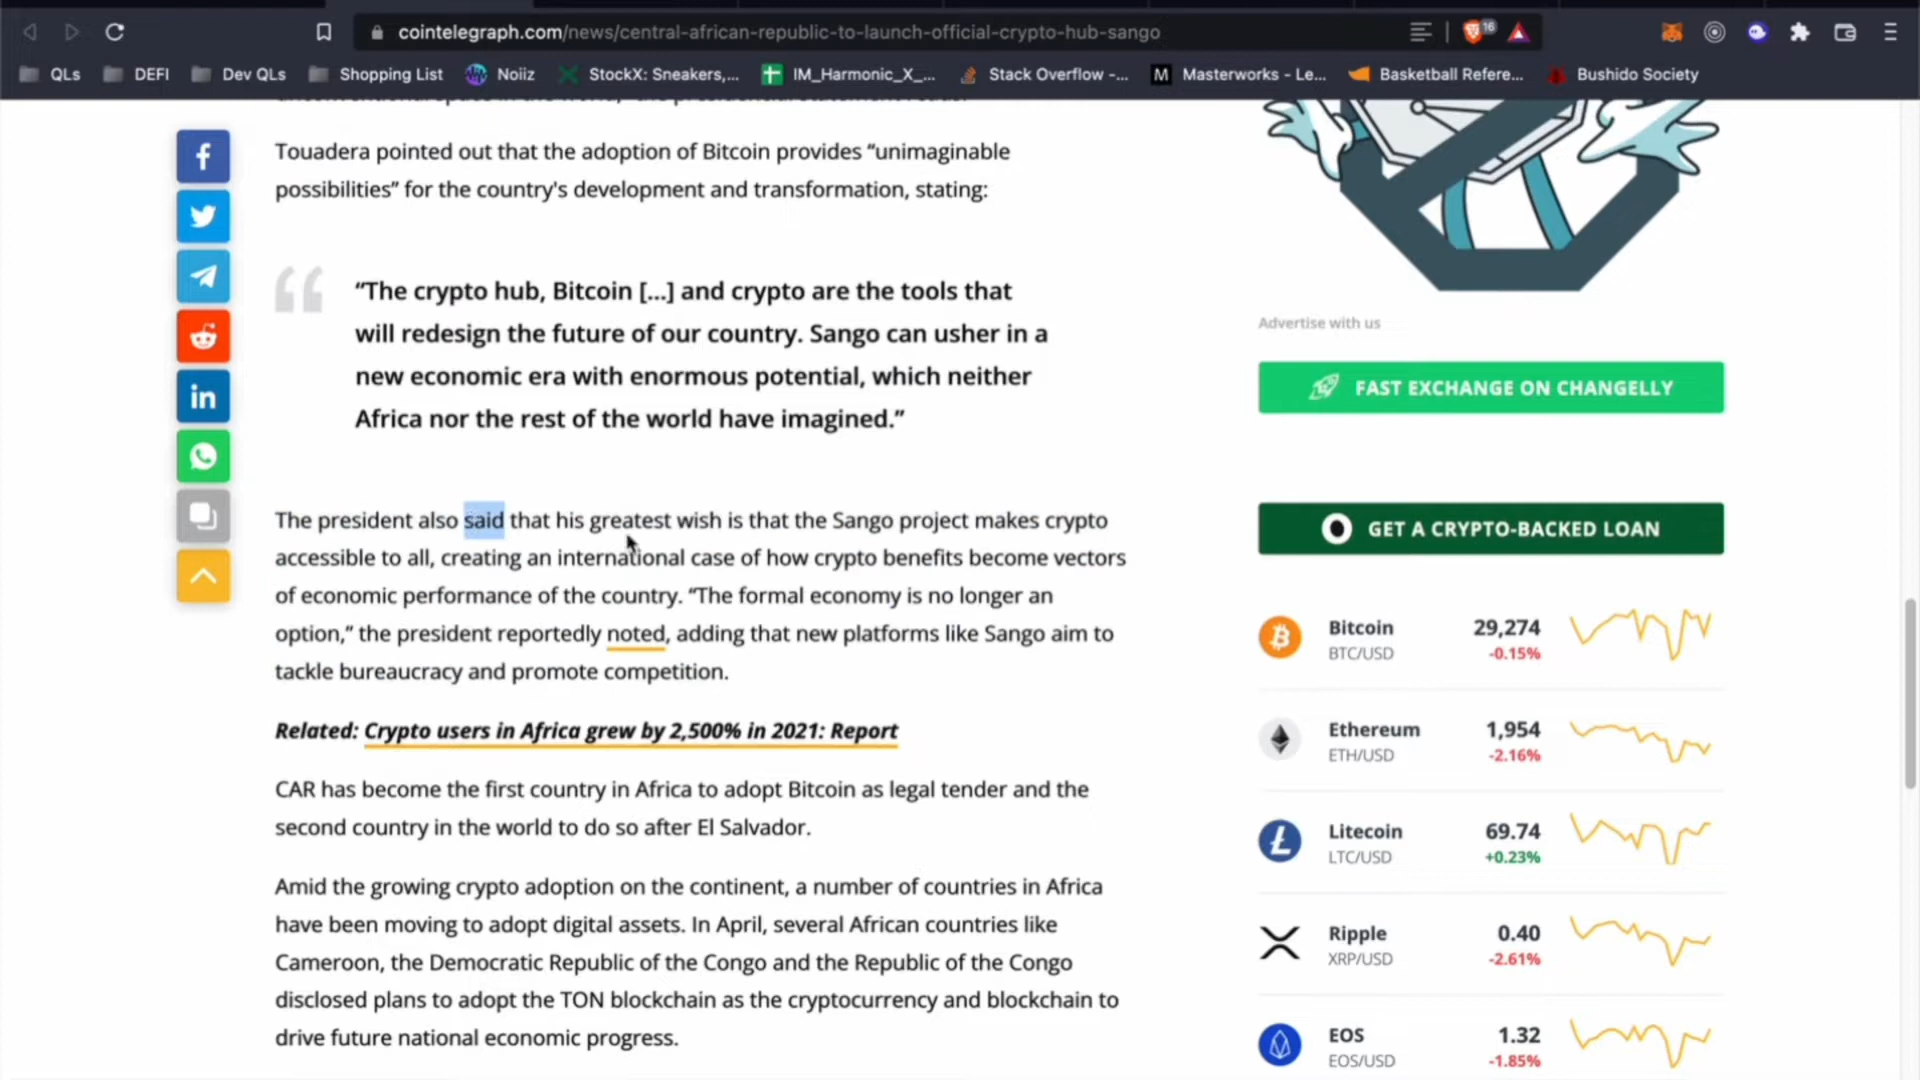 cointelegraph.com/news/central-african-republic-to-launch-official-crypto-hub-sango
16
QLs
DEFI
Dev QLs
Shopping List
Noiiz
StockX: Sneakers,...
IM_Harmonic_X_...
Stack Overflow -...
M
Masterworks - Le...
Basketball Refere...
Bushido Society
Touadera pointed out that the adoption of Bitcoin provides “unimaginable
possibilities” for the country's development and transformation, stating:
“The crypto hub, Bitcoin [...] and crypto are the tools that
will redesign the future of our country. Sango can usher in a
new economic era with enormous potential, which neither
Africa nor the rest of the world have imagined.”
The president also said that his greatest wish is that the Sango project makes crypto
accessible to all, creating an international case of how crypto benefits become vectors
of economic performance of the country. “The formal economy is no longer an
option,” the president reportedly noted, adding that new platforms like Sango aim to
tackle bureaucracy and promote competition.
Related: Crypto users in Africa grew by 2,500% in 2021: Report
CAR has become the first country in Africa to adopt Bitcoin as legal tender and the
second country in the world to do so after El Salvador.
Amid the growing crypto adoption on the continent, a number of countries in Africa
have been moving to adopt digital assets. In April, several African countries like
Cameroon, the Democratic Republic of the Congo and the Republic of the Congo
disclosed plans to adopt the TON blockchain as the cryptocurrency and blockchain to
drive future national economic progress.
Advertise with us
FAST EXCHANGE ON CHANGELLY
GET A CRYPTO-BACKED LOAN
Bitcoin 29,274
BTC/USD -0.15%
Ethereum 1,954
ETH/USD -2.16%
Litecoin 69.74
LTC/USD +0.23%
Ripple 0.40
XRP/USD -2.61%
EOS 1.32
EOS/USD -1.85%